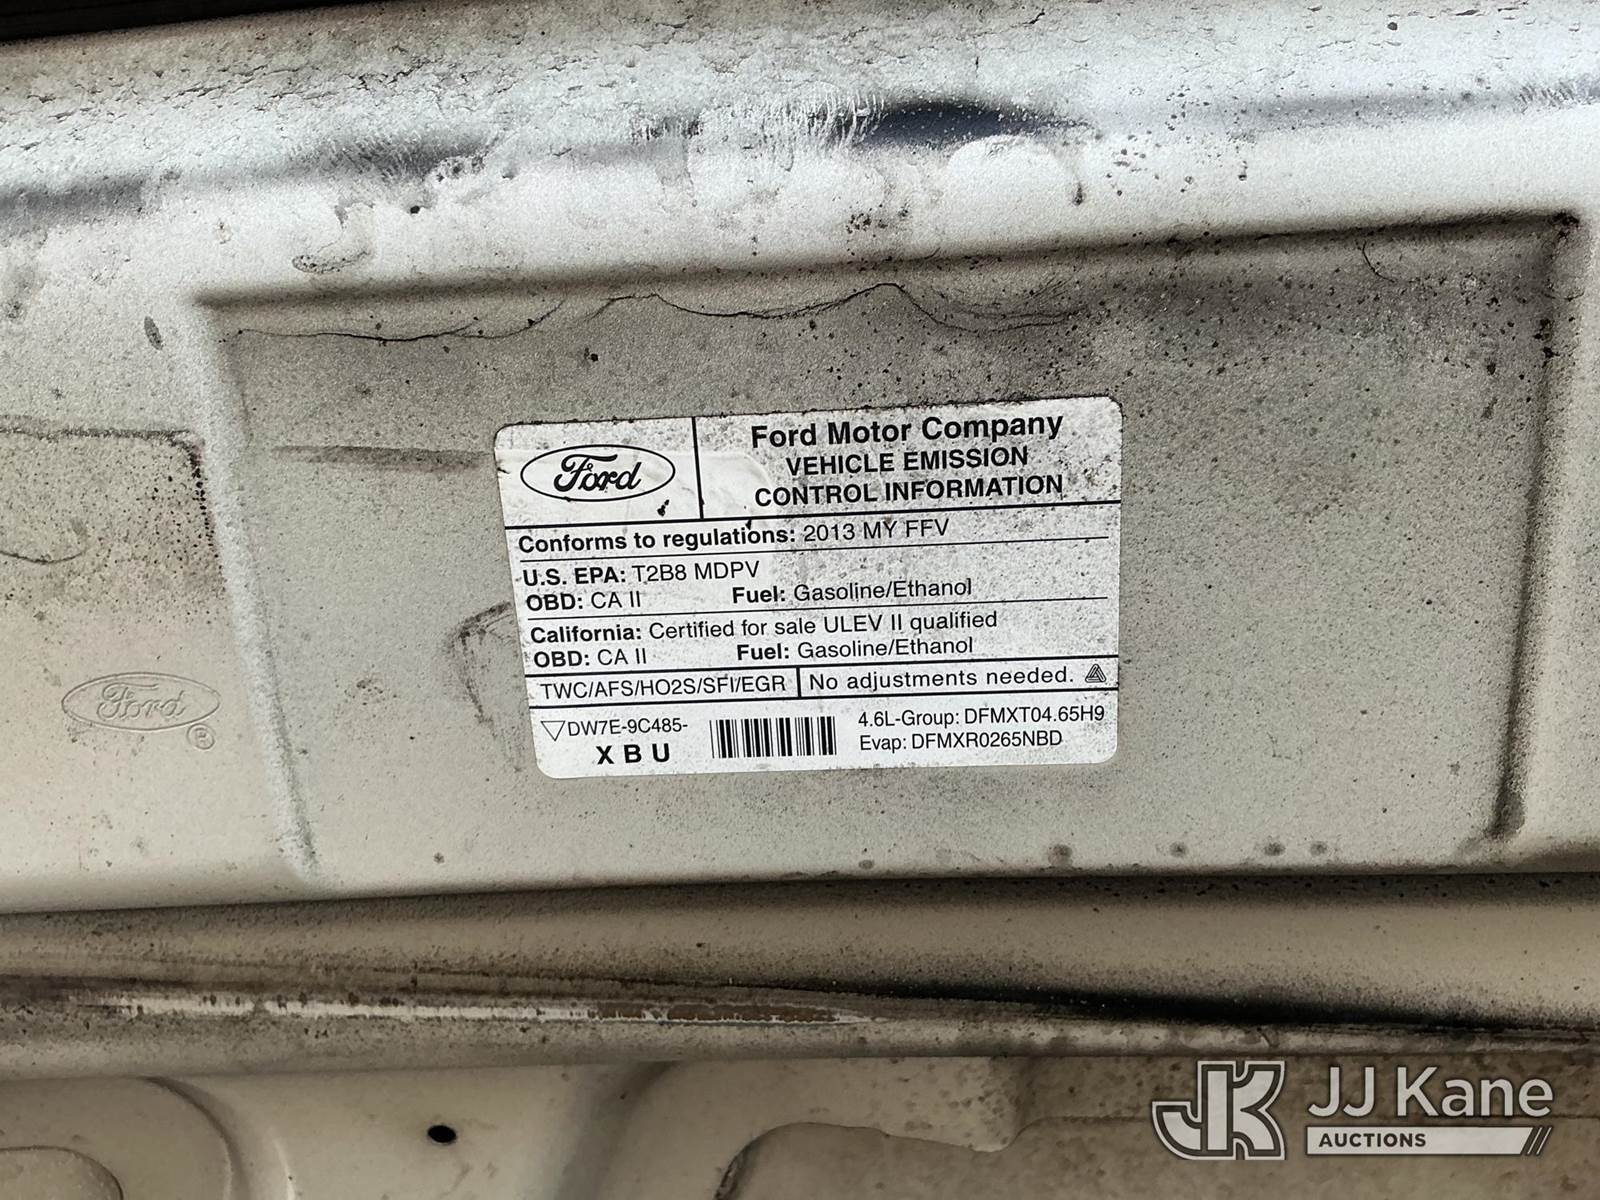 Ford
Ford Motor Company
VEHICLE EMISSION
CONTROL INFORMATION
Conforms to regulations: 2013 MY FFV
U.S. EPA: T2B8 MDPV
OBD: CA II Fuel: Gasoline/Ethanol
California: Certified for sale ULEV II qualified
OBD: CA II Fuel: Gasoline/Ethanol
TWC/AFS/HO2S/SFI/EGR No adjustments needed.
DW7E-9C485-
X B U
4.6L-Group: DFMXT04.65H9
Evap: DFMXR0265NBD
Ford ®
JK JJ Kane
AUCTIONS